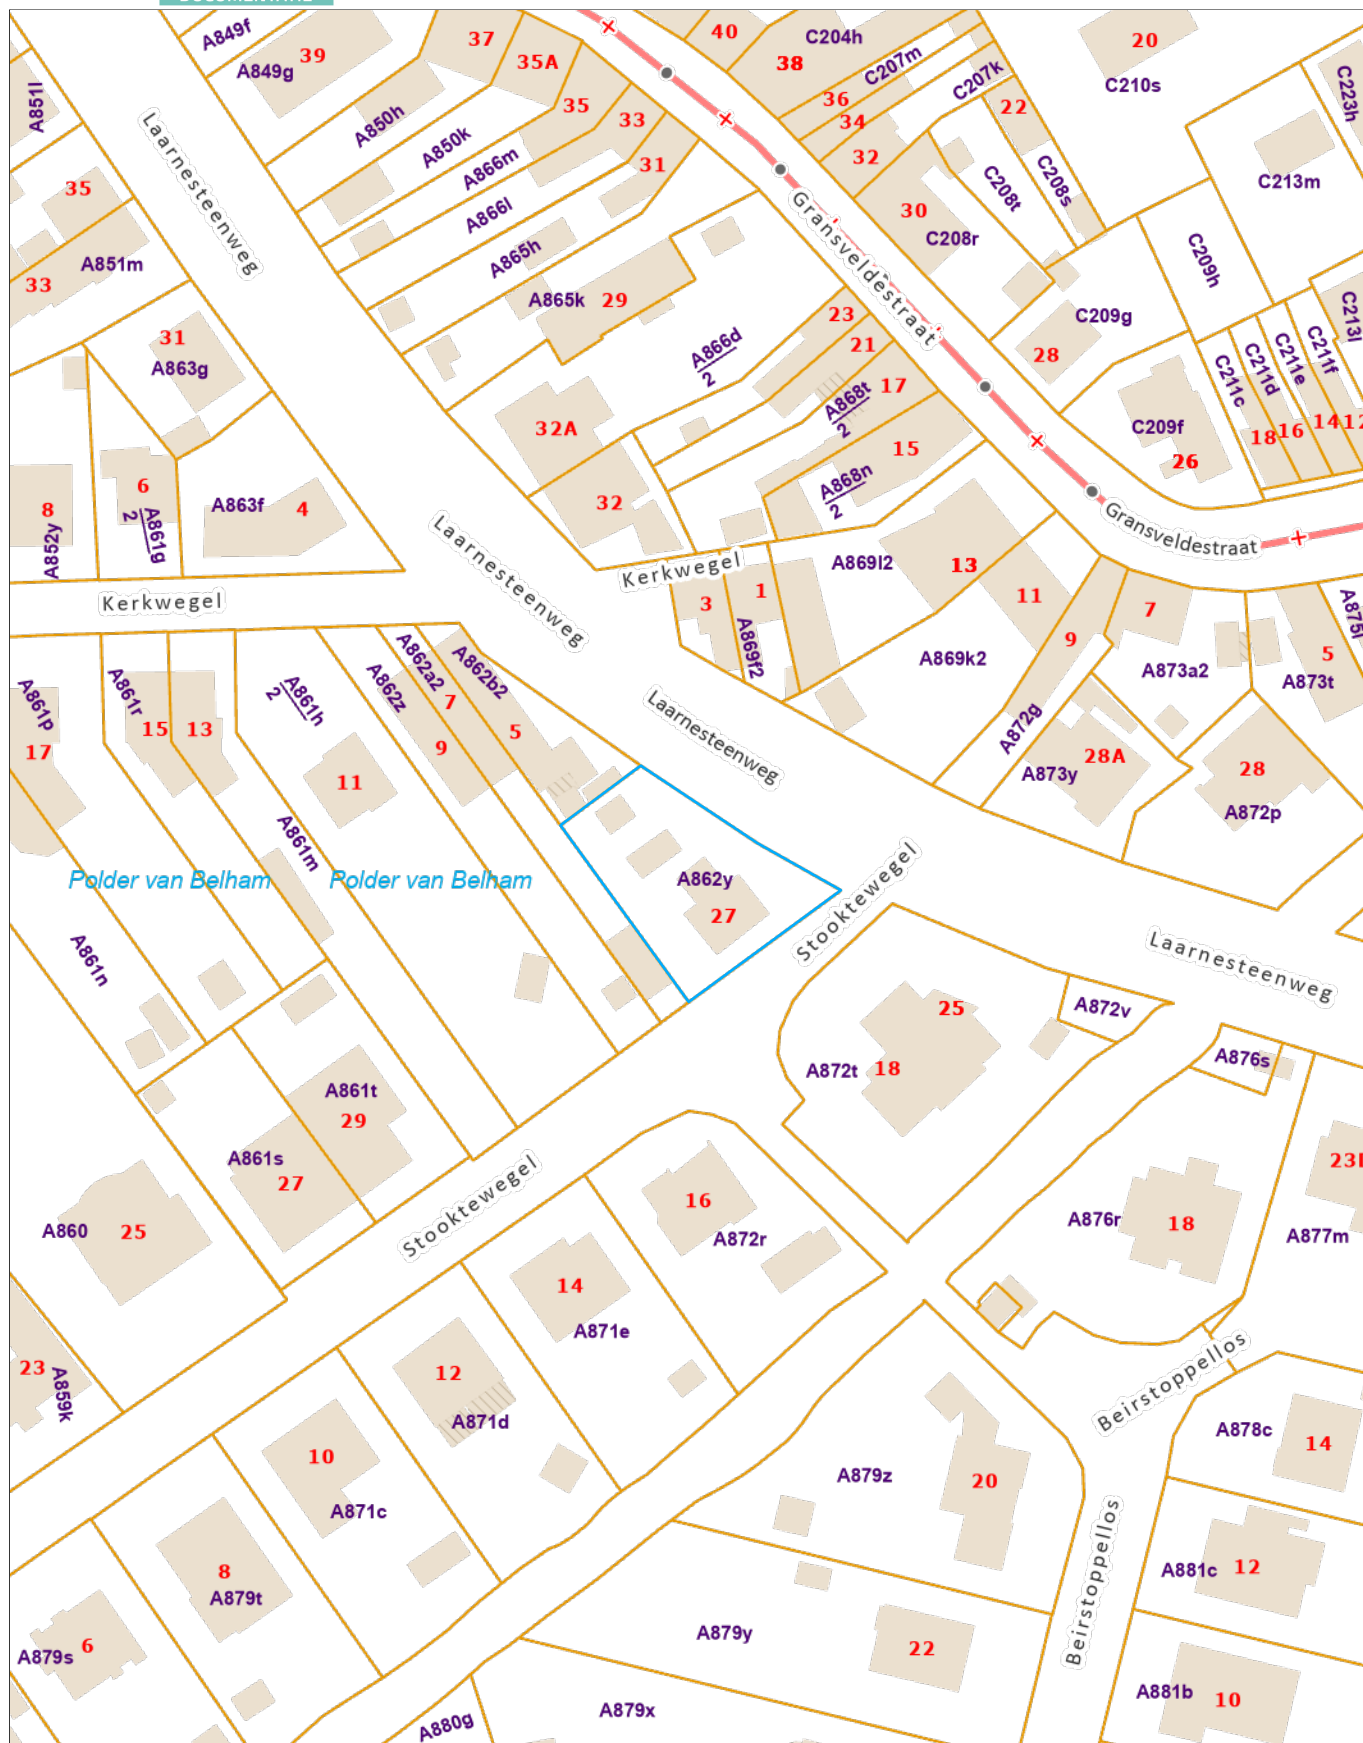 A849f
39
A849g
37
35A
35
33
31
40
38
C204h
C207m
36
34
32
C207k
22
20
C210s
C223h
C213m
A851l
Laarnesteenweg
A850h
A850k
A866m
A866l
A865h
A865k
29
35
A851m
33
31
A863g
Gransveldestraat
30
C208r
C208t
C208s
C209h
C209g
28
C213l
C211f
C211e
C211d
C211c
C209f
26
18
16
14
12
A866d
2
23
21
17
A868t
2
15
A868n
2
32A
32
8
A852y
6
A861g
2
A863f
4
Kerkwegel
Laarnesteenweg
Kerkwegel
3
1
A869f2
A869l2
13
11
A869k2
9
A872g
7
A873a2
5
A873t
A875l
Gransveldestraat
A861p
17
A861r
15
13
A861h
2
11
A862z
A862a2
A862b2
7
9
5
Laarnesteenweg
28A
A873y
28
A872p
A861m
Polder van Belham
Polder van Belham
A862y
27
Stooktewegel
Laarnesteenweg
A861n
25
A872v
A872t
18
A876s
A861t
29
A861s
27
A860
25
Stooktewegel
16
A872r
A876r
18
A877m
14
A871e
23
A859k
12
A871d
Beirstoppellos
A878c
14
10
A871c
A879z
20
Beirstoppellos
A881c
12
8
A879t
A879s
6
A879y
22
A881b
10
A879x
A880g